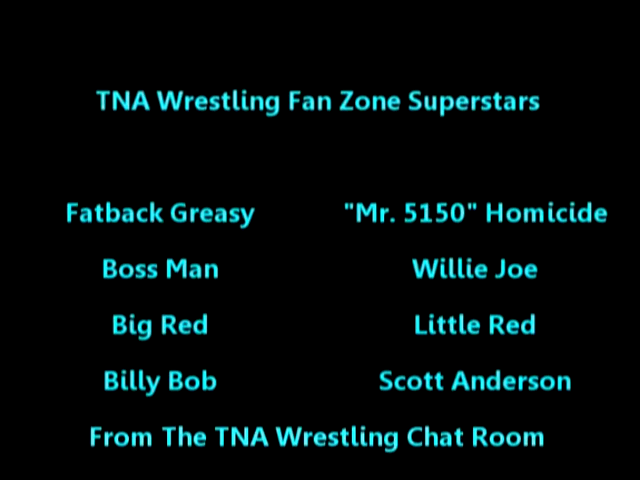 TNA Wrestling Fan Zone Superstars
Fatback Greasy "Mr. 5150" Homicide
Boss Man Willie Joe
Big Red Little Red
Billy Bob Scott Anderson
From The TNA Wrestling Chat Room